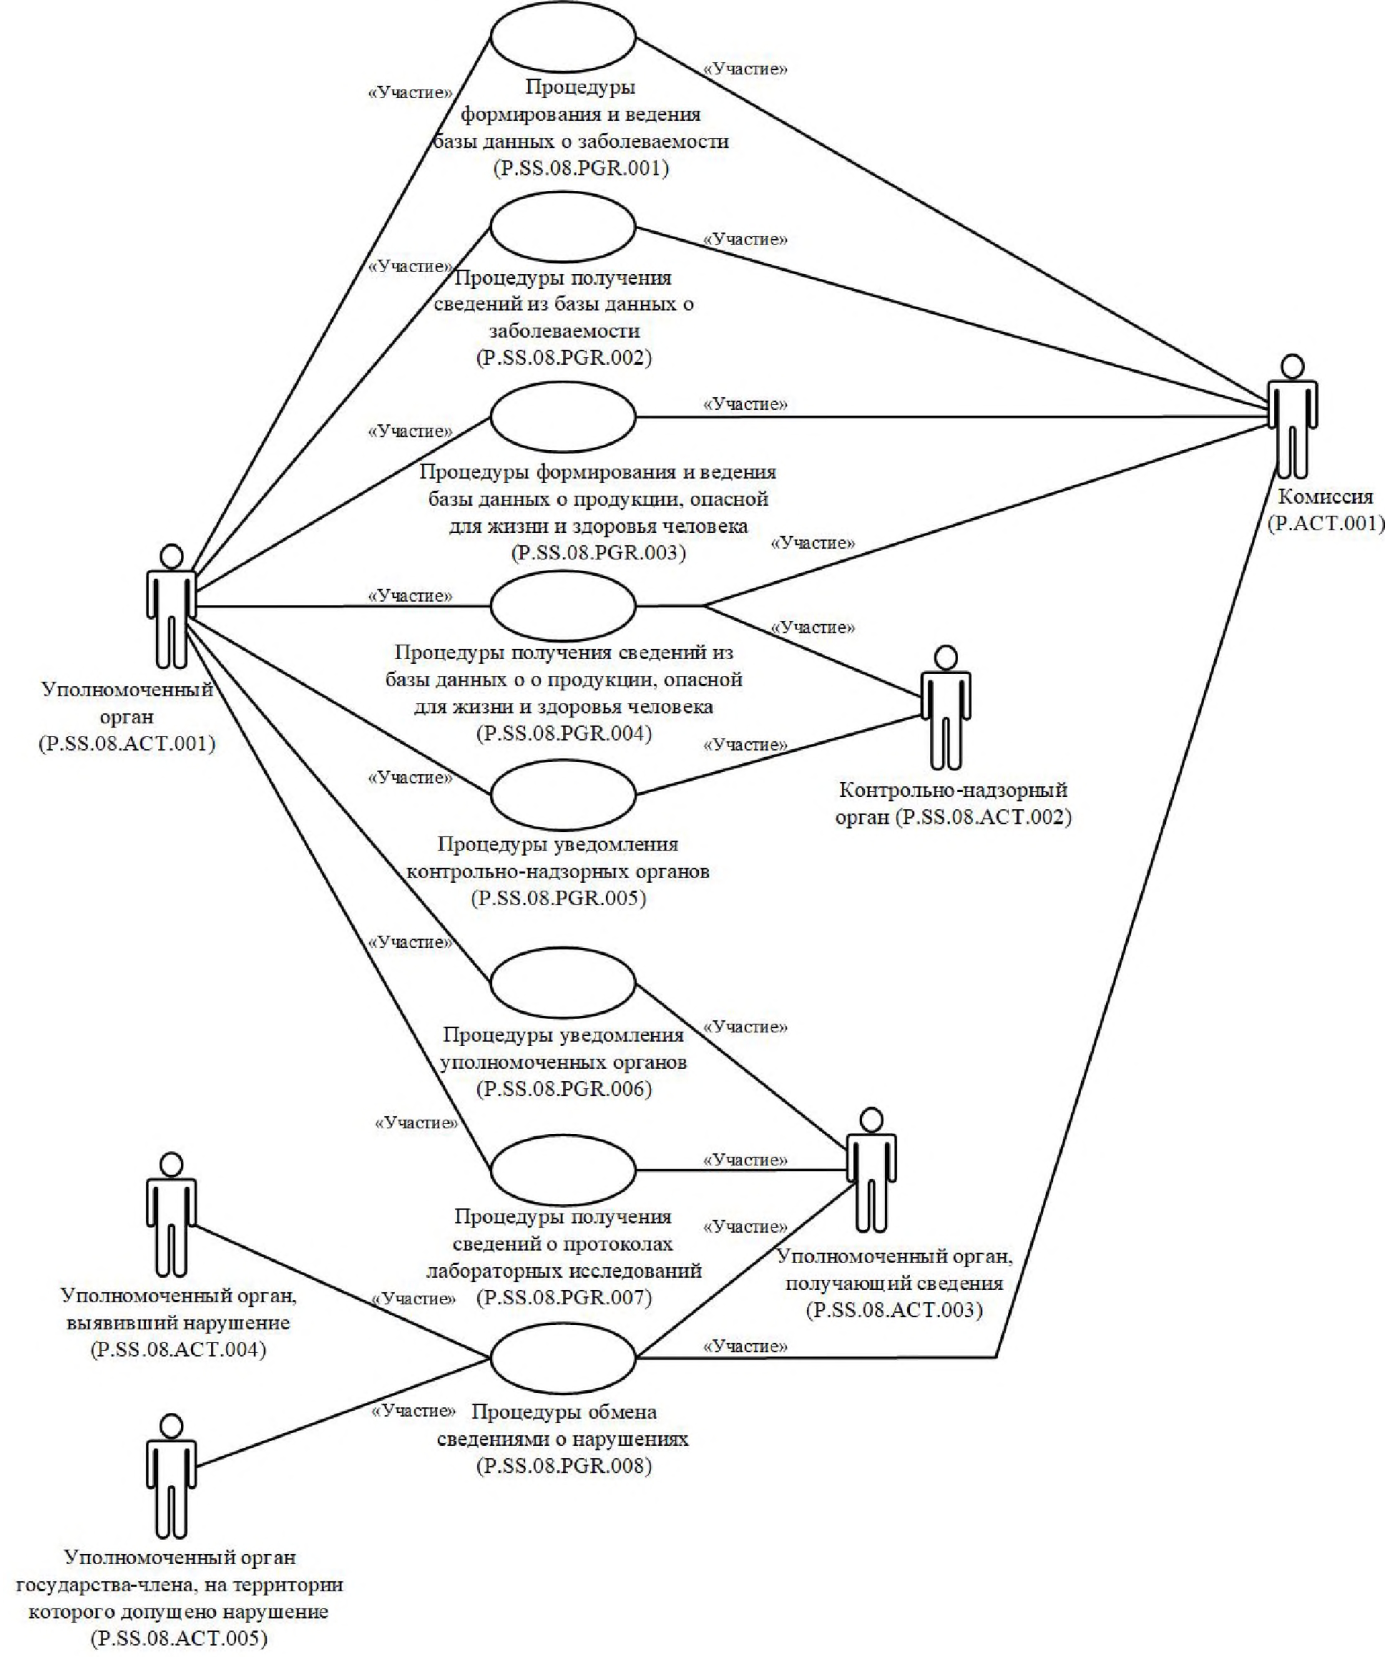 «Участие»
«Участие»
Процедуры
формирования и ведения
базы данных о заболеваемости
(P.SS.08.PGR.001)
«Участие»
«Участие»
Процедуры получения
сведений из базы данных о
заболеваемости
(P.SS.08.PGR.002)
«Участие»
«Участие»
Процедуры формирования и ведения
базы данных о продукции, опасной
для жизни и здоровья человека
(P.SS.08.PGR.003)
Комиссия
(P.ACT.001)
«Участие»
«Участие»
«Участие»
Процедуры получения сведений из
базы данных о о продукции, опасной
для жизни и здоровья человека
(P.SS.08.PGR.004)
Уполномоченный
орган
(P.SS.08.ACT.001)
«Участие»
«Участие»
Контрольно-надзорный
орган (P.SS.08.ACT.002)
Процедуры уведомления
контрольно-надзорных органов
(P.SS.08.PGR.005)
«Участие»
«Участие»
Процедуры уведомления
уполномоченных органов
(P.SS.08.PGR.006)
«Участие»
«Участие»
Процедуры получения
сведений о протоколах
лабораторных исследований
(P.SS.08.PGR.007)
«Участие»
Уполномоченный орган,
получающий сведения
(P.SS.08.ACT.003)
Уполномоченный орган,
выявивший нарушение
(P.SS.08.ACT.004)
«Участие»
«Участие»
«Участие»
Процедуры обмена
сведениями о нарушениях
(P.SS.08.PGR.008)
Уполномоченный орган
государства-члена, на территории
которого допущено нарушение
(P.SS.08.ACT.005)